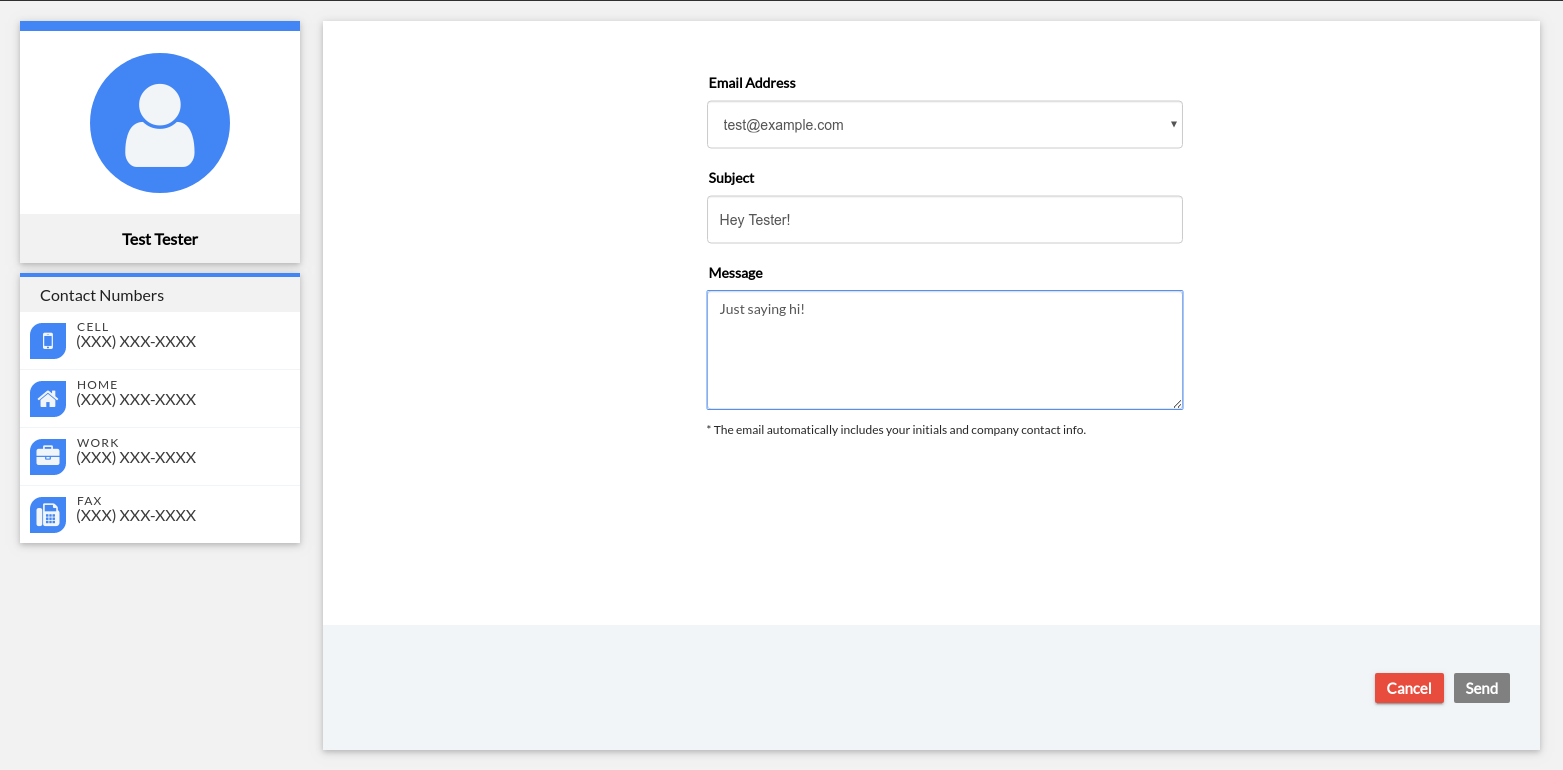 Test Tester
Contact Numbers
CELL
(XXX) XXX-XXXX
HOME
(XXX) XXX-XXXX
WORK
(XXX) XXX-XXXX
FAX
(XXX) XXX-XXXX
Email Address
test@example.com
Subject
Hey Tester!
Message
Just saying hi!
* The email automatically includes your initials and company contact info.
Cancel Send